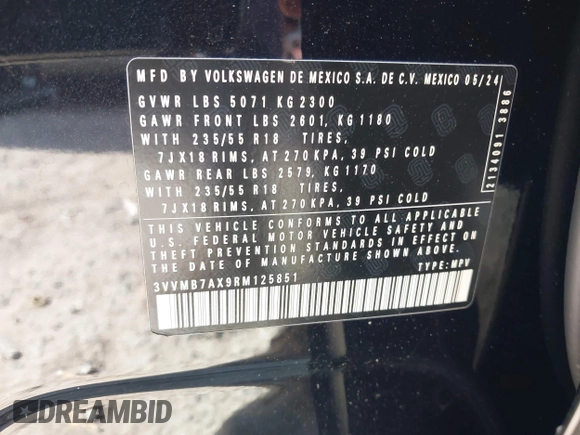 MFD BY VOLKSWAGEN DE MEXICO S.A. DE C.V. MEXICO 05/24
GVWR LBS 5071 KG 2300
GAWR FRONT LBS 2601, KG 1180
WITH 235/55 R18 TIRES,
7JX18 RIMS, AT 270 KPA, 39 PSI COLD
GAWR REAR LBS 2579, KG 1170
WITH 235/55 R18 TIRES,
7JX18 RIMS, AT 270 KPA, 39 PSI COLD
THIS VEHICLE CONFORMS TO ALL APPLICABLE
U.S. FEDERAL MOTOR VEHICLE SAFETY AND
THEFT PREVENTION STANDARDS IN EFFECT ON
THE DATE OF MANUFACTURE SHOWN ABOVE.
3VVMB7AX9RM125851 TYPE: MPV
2134091 3886
DREAMBID